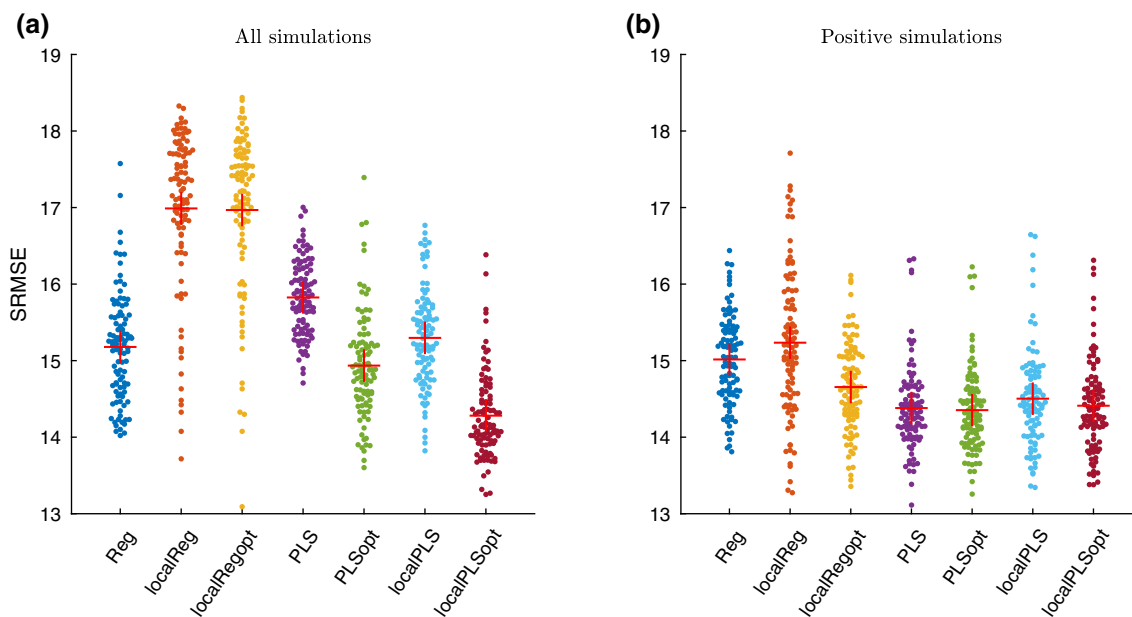 (a)
All simulations
SRMSE
19
18
17
16
15
14
13
Reg
localReg
localRegopt
PLS
PLSopt
localPLS
localPLSopt
(b)
Positive simulations
19
18
17
16
15
14
13
Reg
localReg
localRegopt
PLS
PLSopt
localPLS
localPLSopt